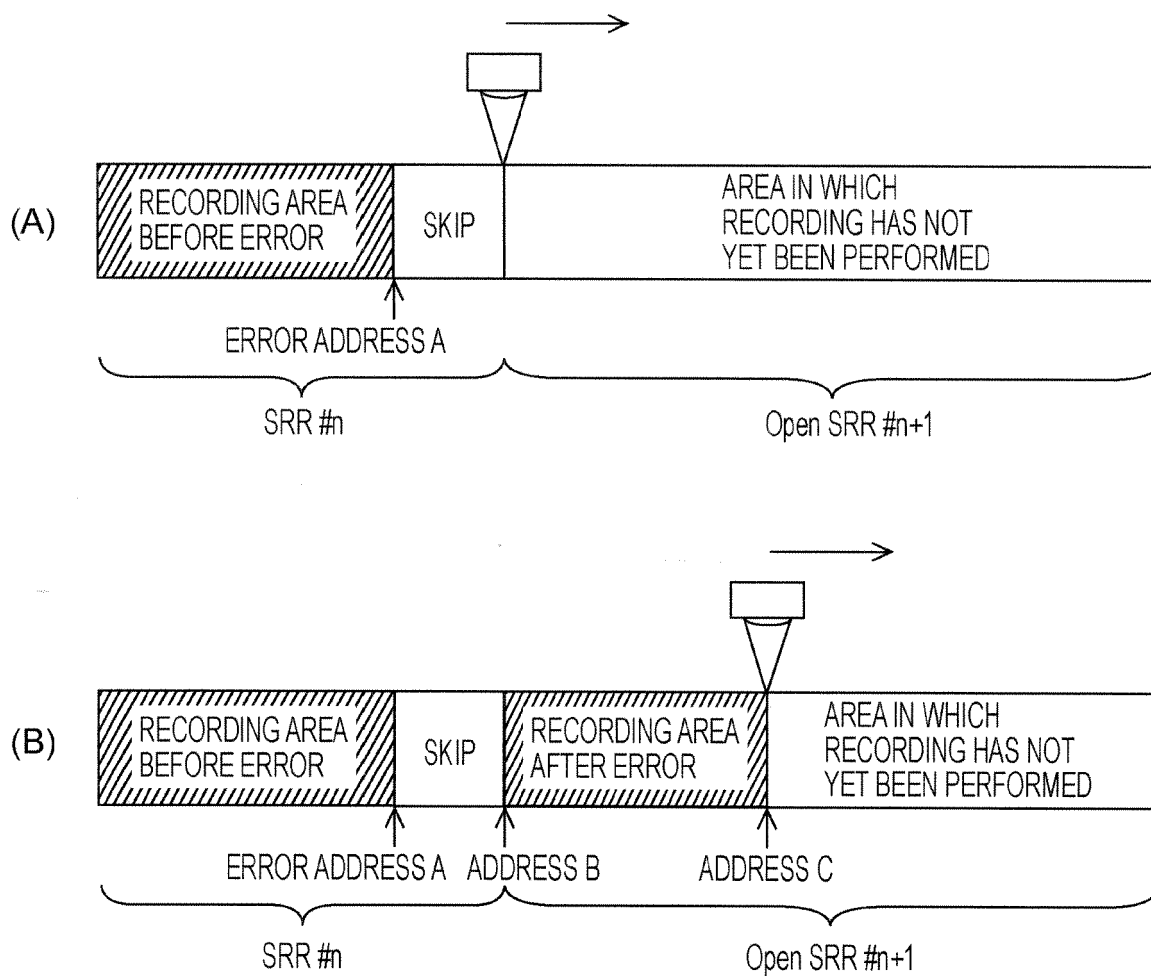 (A)
RECORDING AREA
BEFORE ERROR
SKIP
AREA IN WHICH
RECORDING HAS NOT
YET BEEN PERFORMED
ERROR ADDRESS A
SRR #n
Open SRR #n+1
(B)
RECORDING AREA
BEFORE ERROR
SKIP
RECORDING AREA
AFTER ERROR
AREA IN WHICH
RECORDING HAS NOT
YET BEEN PERFORMED
ERROR ADDRESS A
ADDRESS B
ADDRESS C
SRR #n
Open SRR #n+1